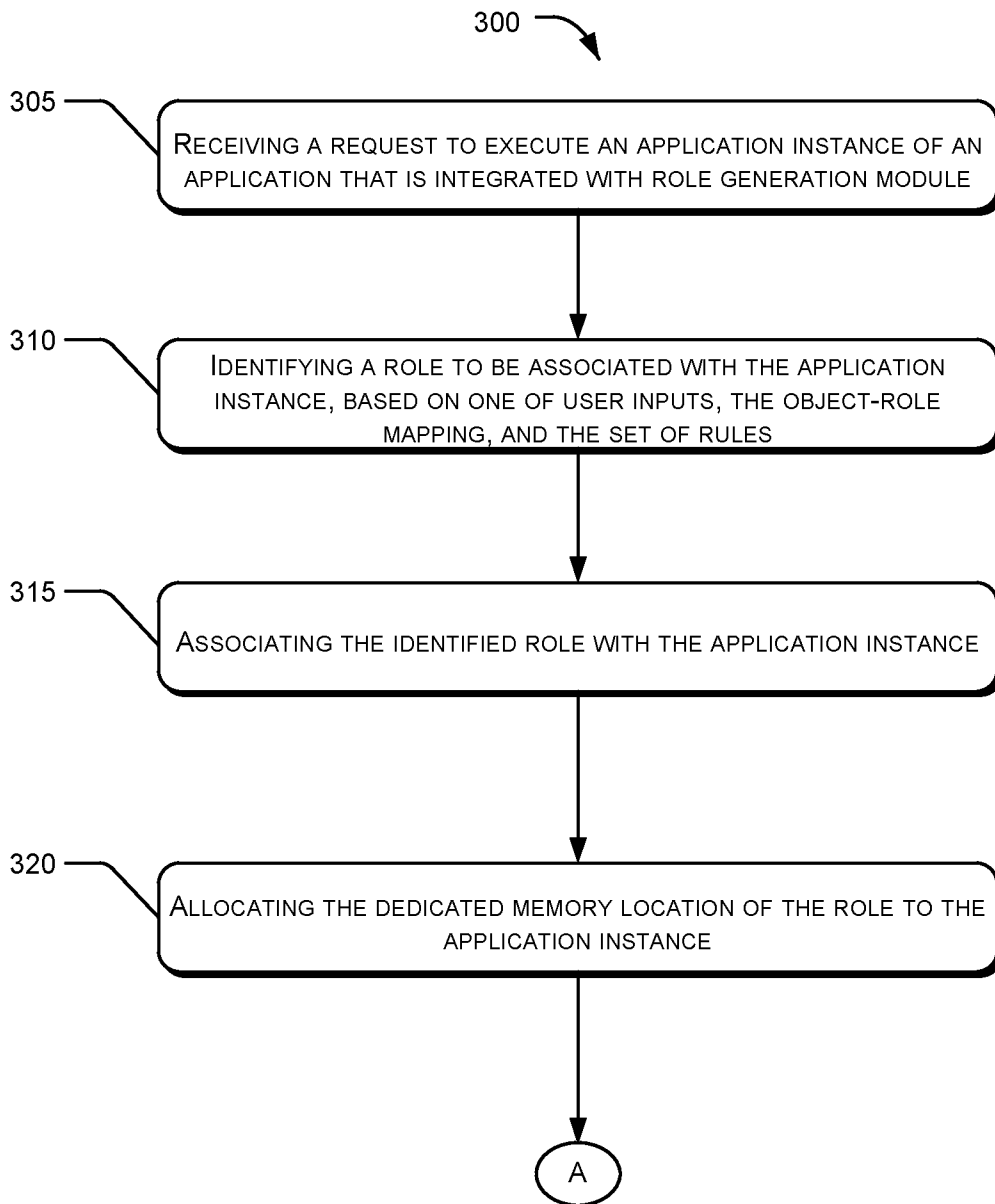 300
305
RECEIVING A REQUEST TO EXECUTE AN APPLICATION INSTANCE OF AN
APPLICATION THAT IS INTEGRATED WITH ROLE GENERATION MODULE
310
IDENTIFYING A ROLE TO BE ASSOCIATED WITH THE APPLICATION
INSTANCE, BASED ON ONE OF USER INPUTS, THE OBJECT-ROLE
MAPPING, AND THE SET OF RULES
315
ASSOCIATING THE IDENTIFIED ROLE WITH THE APPLICATION INSTANCE
320
ALLOCATING THE DEDICATED MEMORY LOCATION OF THE ROLE TO THE
APPLICATION INSTANCE
A